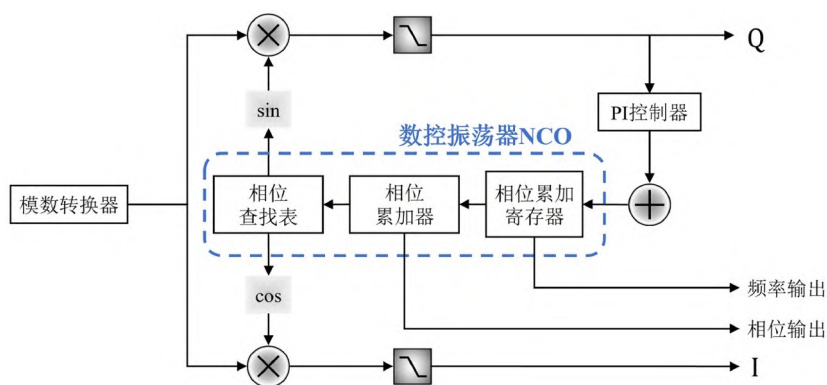 Q
sin
PI控制器
数控振荡器NCO
模数转换器
相位
查找表
相位
累加器
相位累加
寄存器
cos
频率输出
相位输出
I